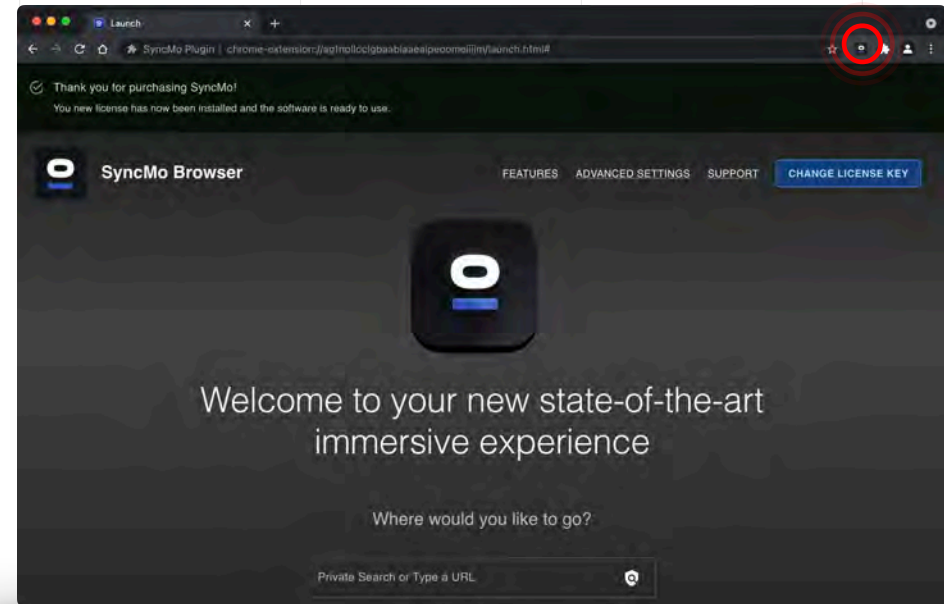 Launch
SyncMo Plugin
Thank you for purchasing SyncMo!
You new license has now been installed and the software is ready to use.
SyncMo Browser
FEATURES ADVANCED SETTINGS SUPPORT CHANGE LICENSE KEY
Welcome to your new state-of-the-art
immersive experience
Where would you like to go?
Private Search or Type a URL